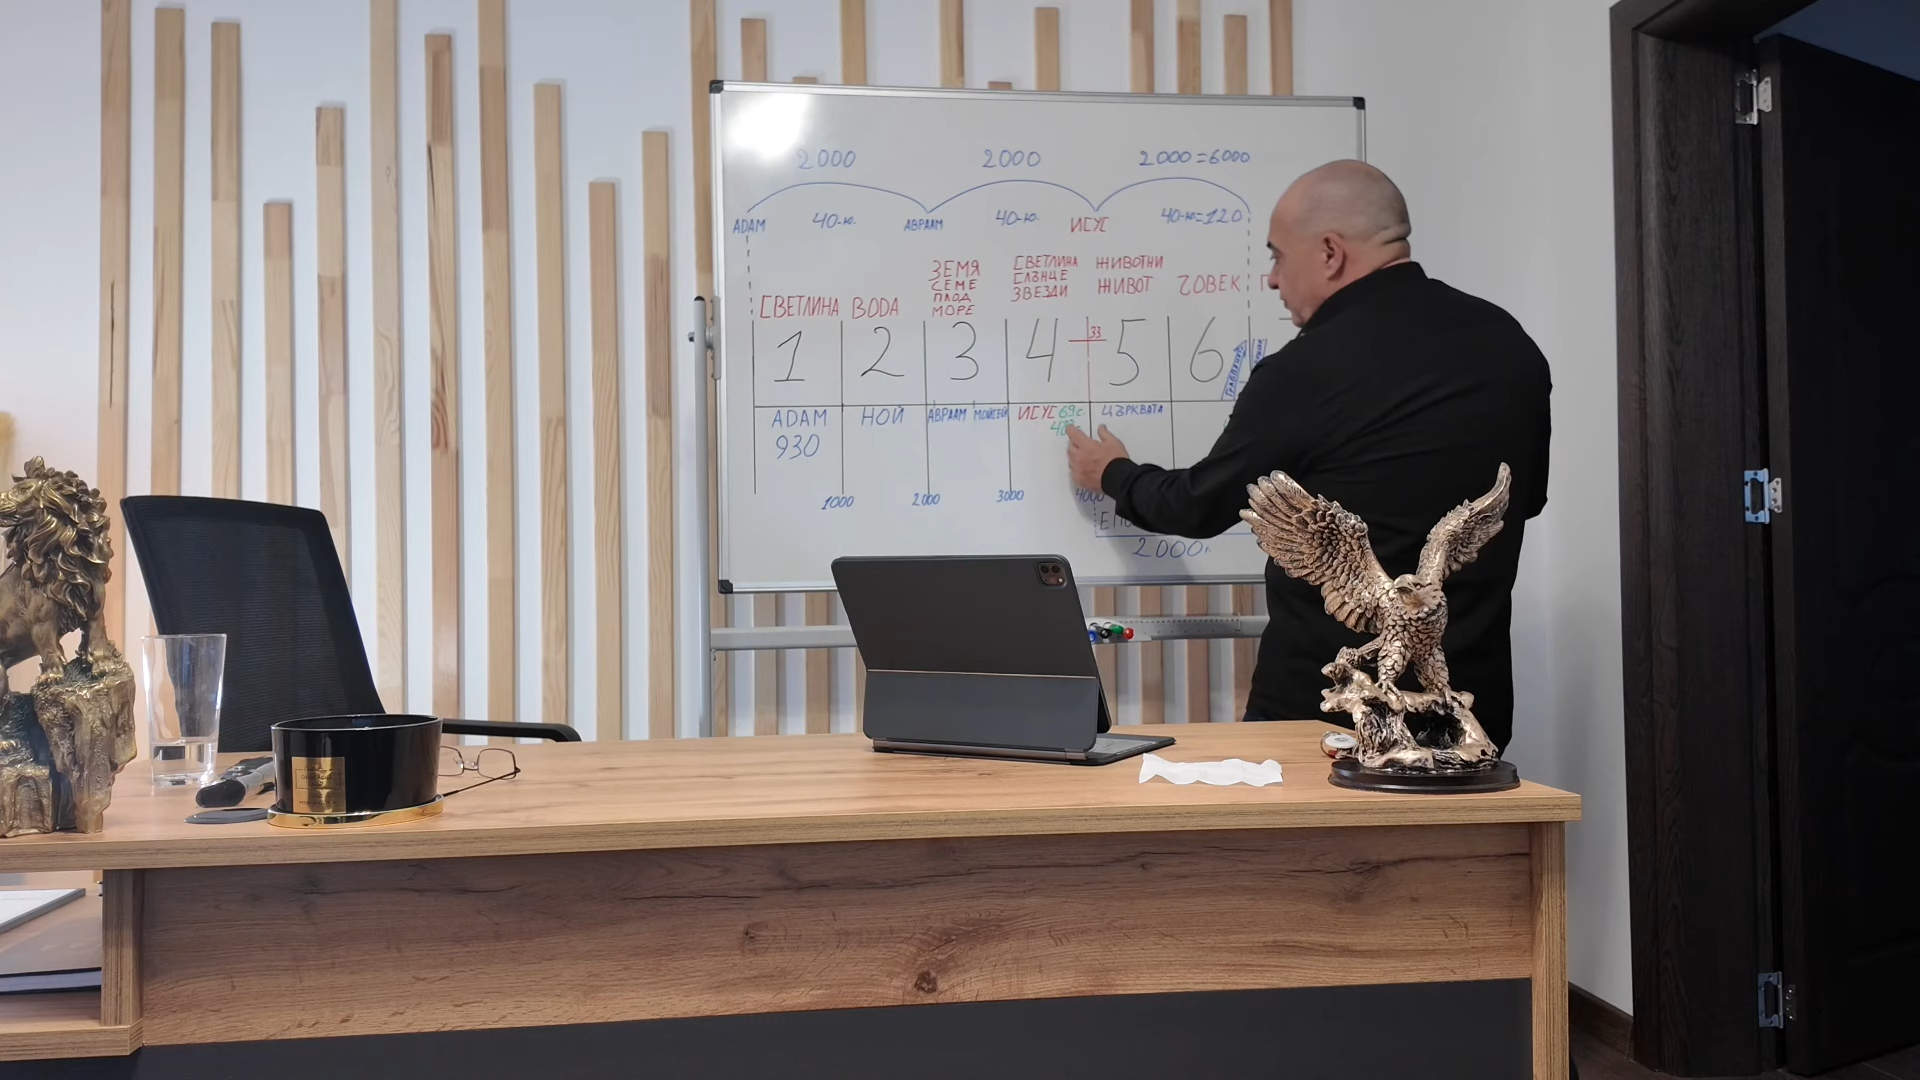 2000 2000 2000=6000
ADAM 40-Ю. АВРААМ 40-Ю. ИСУС 40-Ю=120
СВЕТЛИНА
ВОДА
ЗЕМЯ
СЕМЕ
ПЛОД
МОРЕ
СВЕТЛИНА
СЛЪНЦЕ
ЗВЕЗДИ
ЖИВОТНИ
ЖИВОТ
ЧОВЕК
1 2 3 4 33 5 6
ADAM НОЙ АВРААМ МОЙСЕЙ ИСУС 69с. ЦЪРКВАТА
930
1000 2000 3000 4000
2000г.